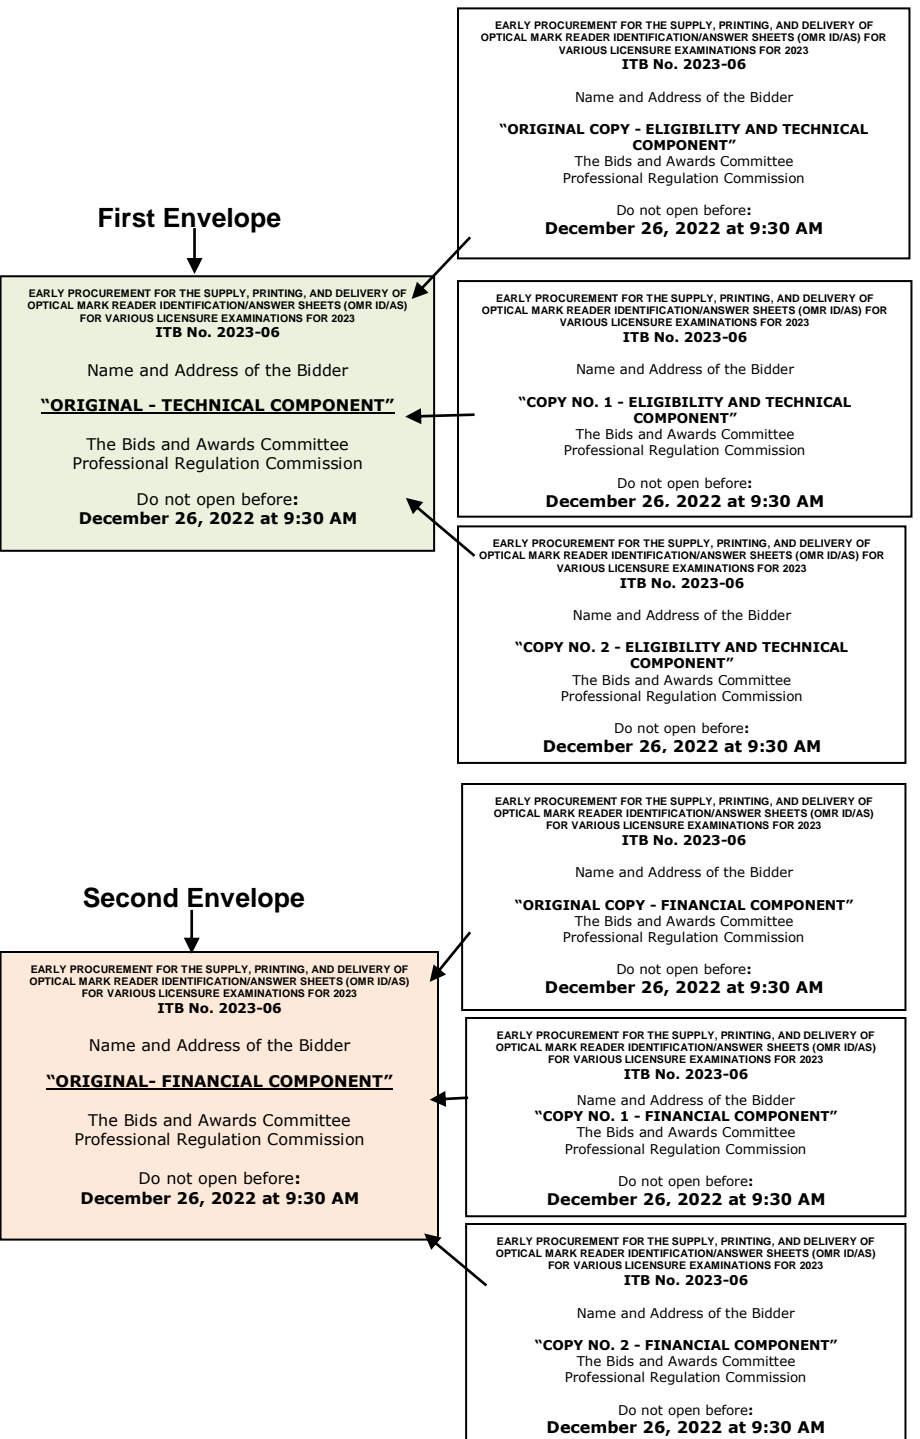 EARLY PROCUREMENT FOR THE SUPPLY, PRINTING, AND DELIVERY OF
OPTICAL MARK READER IDENTIFICATION/ANSWER SHEETS (OMR ID/AS) FOR
VARIOUS LICENSURE EXAMINATIONS FOR 2023
ITB No. 2023-06
Name and Address of the Bidder
“ORIGINAL COPY - ELIGIBILITY AND TECHNICAL
COMPONENT”
The Bids and Awards Committee
Professional Regulation Commission
Do not open before:
December 26, 2022 at 9:30 AM
First Envelope
EARLY PROCUREMENT FOR THE SUPPLY, PRINTING, AND DELIVERY OF
OPTICAL MARK READER IDENTIFICATION/ANSWER SHEETS (OMR ID/AS)
FOR VARIOUS LICENSURE EXAMINATIONS FOR 2023
ITB No. 2023-06
Name and Address of the Bidder
“ORIGINAL - TECHNICAL COMPONENT”
The Bids and Awards Committee
Professional Regulation Commission
Do not open before:
December 26, 2022 at 9:30 AM
EARLY PROCUREMENT FOR THE SUPPLY, PRINTING, AND DELIVERY OF
OPTICAL MARK READER IDENTIFICATION/ANSWER SHEETS (OMR ID/AS) FOR
VARIOUS LICENSURE EXAMINATIONS FOR 2023
ITB No. 2023-06
Name and Address of the Bidder
“COPY NO. 1 - ELIGIBILITY AND TECHNICAL
COMPONENT”
The Bids and Awards Committee
Professional Regulation Commission
Do not open before:
December 26, 2022 at 9:30 AM
EARLY PROCUREMENT FOR THE SUPPLY, PRINTING, AND DELIVERY OF
OPTICAL MARK READER IDENTIFICATION/ANSWER SHEETS (OMR ID/AS) FOR
VARIOUS LICENSURE EXAMINATIONS FOR 2023
ITB No. 2023-06
Name and Address of the Bidder
“COPY NO. 2 - ELIGIBILITY AND TECHNICAL
COMPONENT”
The Bids and Awards Committee
Professional Regulation Commission
Do not open before:
December 26, 2022 at 9:30 AM
EARLY PROCUREMENT FOR THE SUPPLY, PRINTING, AND DELIVERY OF
OPTICAL MARK READER IDENTIFICATION/ANSWER SHEETS (OMR ID/AS)
FOR VARIOUS LICENSURE EXAMINATIONS FOR 2023
ITB No. 2023-06
Name and Address of the Bidder
“ORIGINAL COPY - FINANCIAL COMPONENT”
The Bids and Awards Committee
Professional Regulation Commission
Do not open before:
December 26, 2022 at 9:30 AM
Second Envelope
EARLY PROCUREMENT FOR THE SUPPLY, PRINTING, AND DELIVERY OF
OPTICAL MARK READER IDENTIFICATION/ANSWER SHEETS (OMR ID/AS)
FOR VARIOUS LICENSURE EXAMINATIONS FOR 2023
ITB No. 2023-06
Name and Address of the Bidder
“ORIGINAL- FINANCIAL COMPONENT”
The Bids and Awards Committee
Professional Regulation Commission
Do not open before:
December 26, 2022 at 9:30 AM
EARLY PROCUREMENT FOR THE SUPPLY, PRINTING, AND DELIVERY OF
OPTICAL MARK READER IDENTIFICATION/ANSWER SHEETS (OMR ID/AS)
FOR VARIOUS LICENSURE EXAMINATIONS FOR 2023
ITB No. 2023-06
Name and Address of the Bidder
“COPY NO. 1 - FINANCIAL COMPONENT”
The Bids and Awards Committee
Professional Regulation Commission
Do not open before:
December 26, 2022 at 9:30 AM
EARLY PROCUREMENT FOR THE SUPPLY, PRINTING, AND DELIVERY OF
OPTICAL MARK READER IDENTIFICATION/ANSWER SHEETS (OMR ID/AS)
FOR VARIOUS LICENSURE EXAMINATIONS FOR 2023
ITB No. 2023-06
Name and Address of the Bidder
“COPY NO. 2 - FINANCIAL COMPONENT”
The Bids and Awards Committee
Professional Regulation Commission
Do not open before:
December 26, 2022 at 9:30 AM